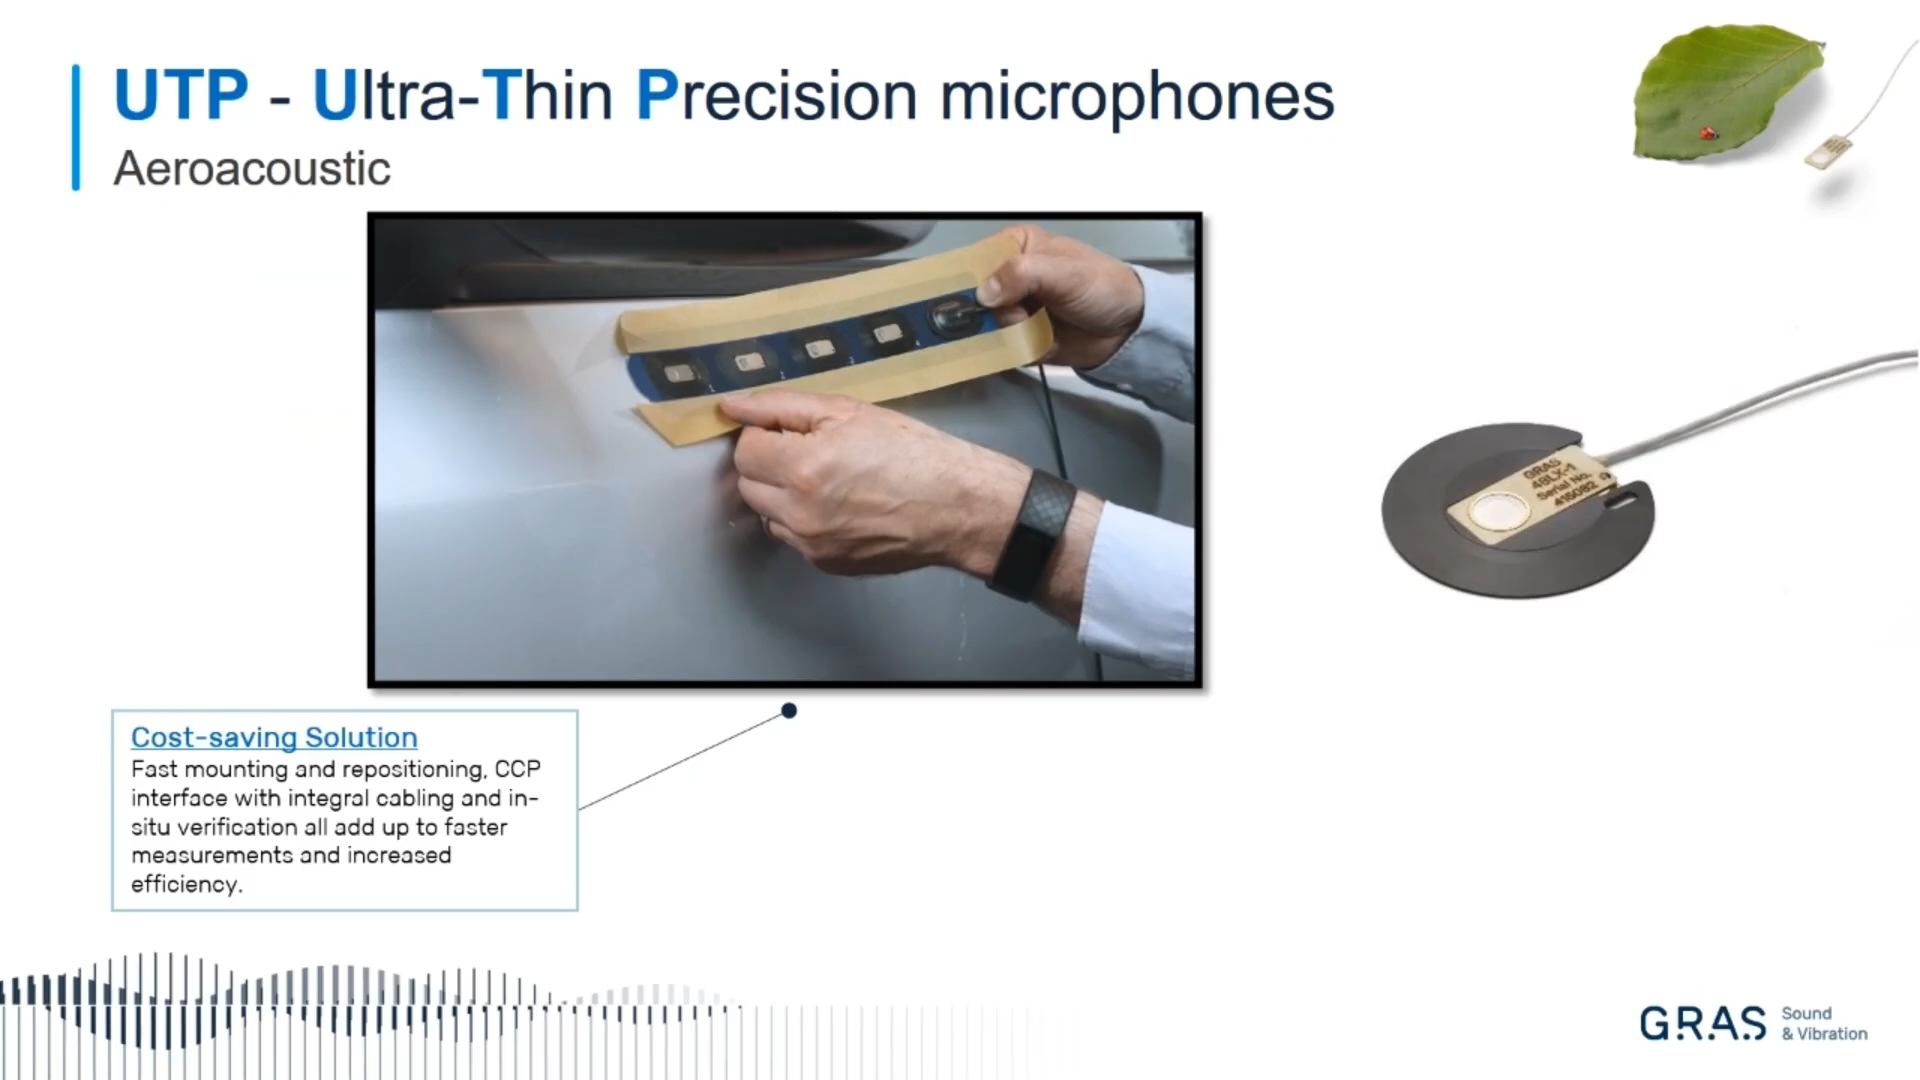 UTP - Ultra-Thin Precision microphones
Aeroacoustic
GRAS
48LX-1
Serial No.
415082
Cost-saving Solution
Fast mounting and repositioning, CCP
interface with integral cabling and in-
situ verification all add up to faster
measurements and increased
efficiency.
GRAS Sound
& Vibration